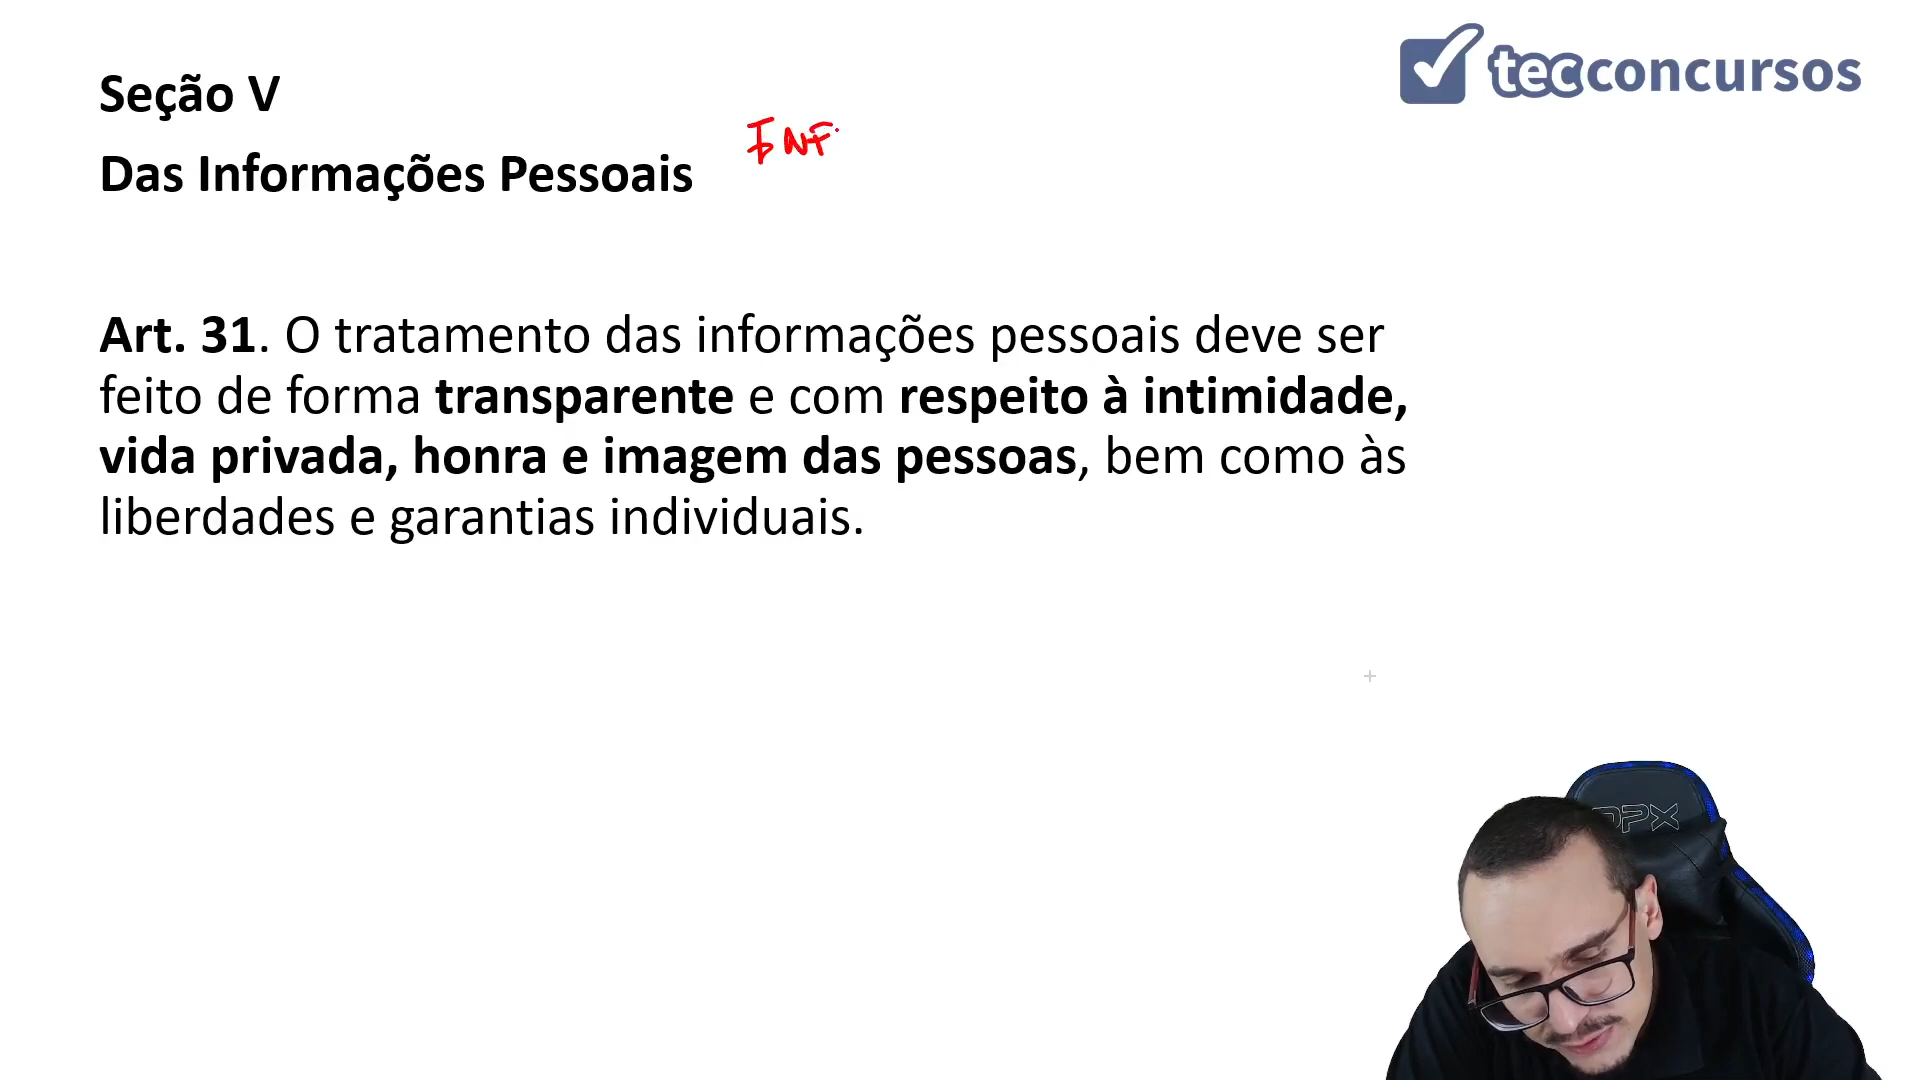 tecconcursos
Seção V
INF
Das Informações Pessoais
Art. 31. O tratamento das informações pessoais deve ser
feito de forma transparente e com respeito à intimidade,
vida privada, honra e imagem das pessoas, bem como às
liberdades e garantias individuais.
DPX